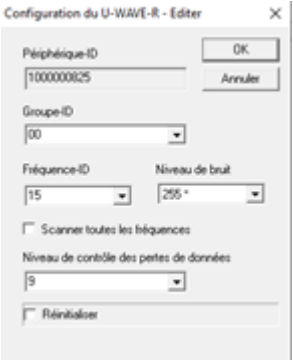 Configuration du U-WAVE-R - Editer
Périphérique-ID
OK
1000000825
Annuler
Groupe-ID
00
Fréquence-ID
Niveau de bruit
15
255 *
Scanner toutes les fréquences
Niveau de contrôle des pertes de données
9
Réinitialiser